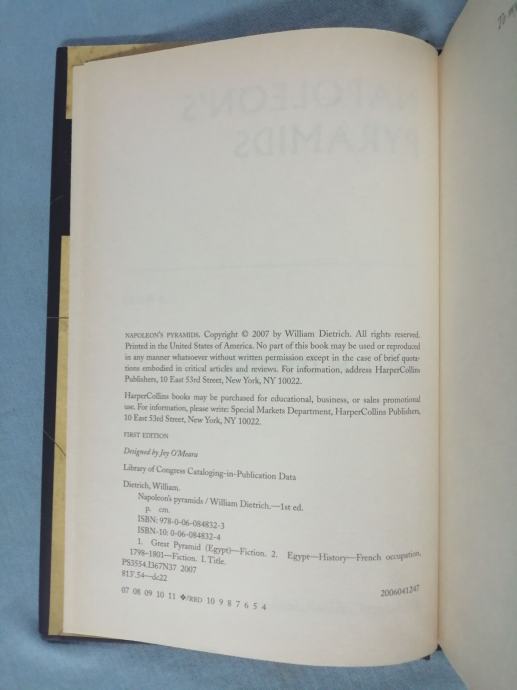 NAPOLEON'S PYRAMIDS. Copyright © 2007 by William Dietrich. All rights reserved.
Printed in the United States of America. No part of this book may be used or reproduced
in any manner whatsoever without written permission except in the case of brief quota-
tions embodied in critical articles and reviews. For information, address HarperCollins
Publishers, 10 East 53rd Street, New York, NY 10022.
HarperCollins books may be purchased for educational, business, or sales promotional
use. For information, please write: Special Markets Department, HarperCollins Publishers,
10 East 53rd Street, New York, NY 10022.
FIRST EDITION
Designed by Joy O'Meara
Library of Congress Cataloging-in-Publication Data
Dietrich, William.
Napoleon's pyramids / William Dietrich.—1st ed.
p. cm.
ISBN: 978-0-06-084832-3
ISBN-10: 0-06-084832-4
1. Great Pyramid (Egypt)—Fiction. 2. Egypt—History—French occupation,
1798-1801—Fiction. I. Title.
PS3554.I367N37 2007
813'.54—dc22
2006041247
07 08 09 10 11 ❖/RRD 10 9 8 7 6 5 4
NAPOLEON'S
PYRAMIDS